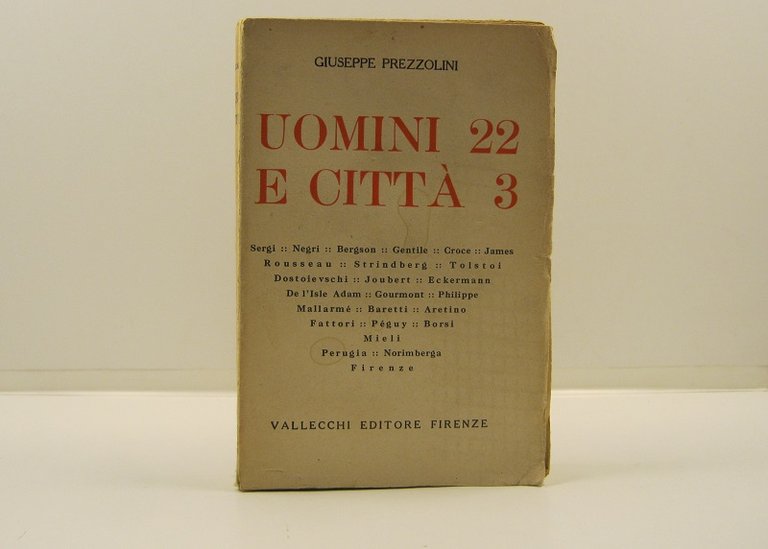 GIUSEPPE PREZZOLINI
UOMINI 22
E CITTÀ 3
Sergi :: Negri :: Bergson :: Gentile :: Croce :: James
Rousseau :: Strindberg :: Tolstoi
Dostoievschi :: Joubert :: Eckermann
De l'Isle Adam :: Gourmont :: Philippe
Mallarmé :: Baretti :: Aretino
Fattori :: Péguy :: Borsi
Mieli
Perugia :: Norimberga
Firenze
VALLECCHI EDITORE FIRENZE